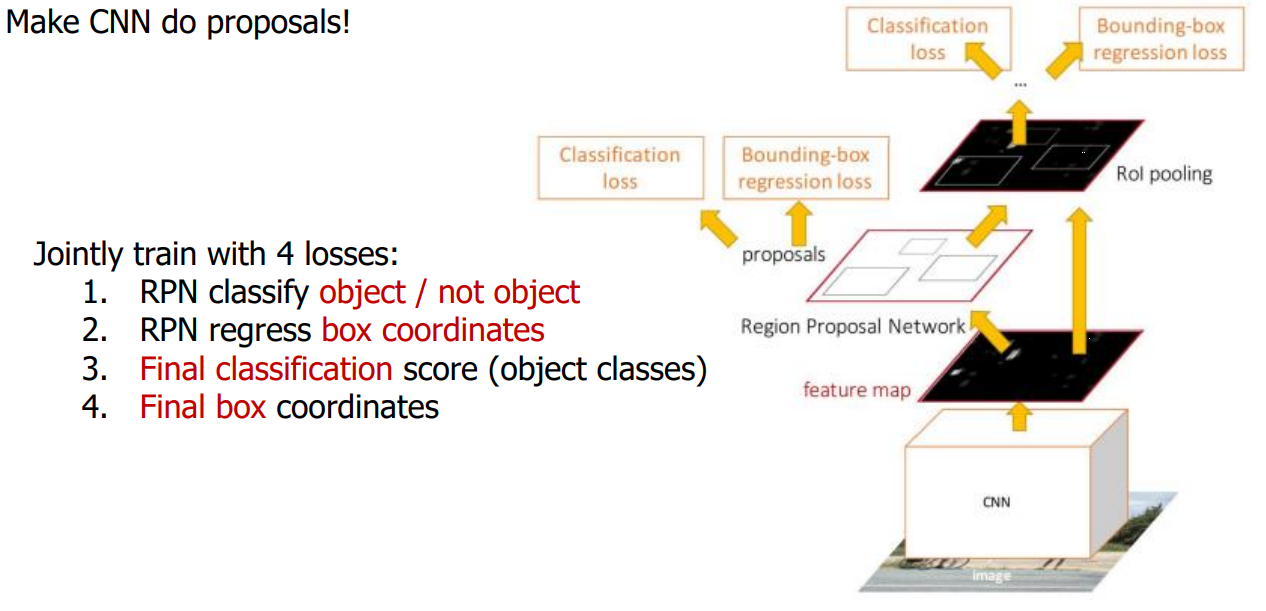 Make CNN do proposals!
Classification
loss
Bounding-box
regression loss
...
RoI pooling
Classification
loss
Bounding-box
regression loss
proposals
Jointly train with 4 losses:
1. RPN classify object / not object
2. RPN regress box coordinates
3. Final classification score (object classes)
4. Final box coordinates
Region Proposal Network
feature map
CNN
image